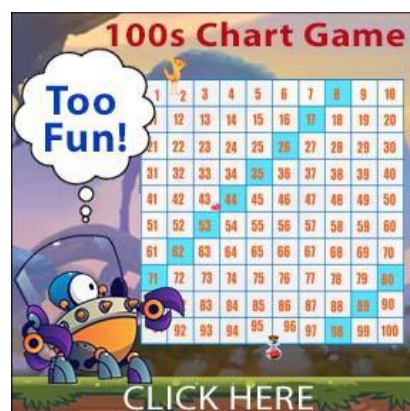 100s Chart Game
Too
Fun!
1 2 3 4 5 6 7 8 9 10
12 13 14 15 16 17 18 19 20
21 22 23 24 25 26 27 28 29 30
31 32 33 34 35 36 37 38 39 40
41 42 43 44 45 46 47 48 49 50
51 52 53 54 55 56 57 58 59 60
61 62 63 64 65 66 67 68 69 70
71 72 73 74 75 76 77 78 79 80
83 84 85 86 87 88 89 90
92 93 94 95 96 97 98 99 100
CLICK HERE